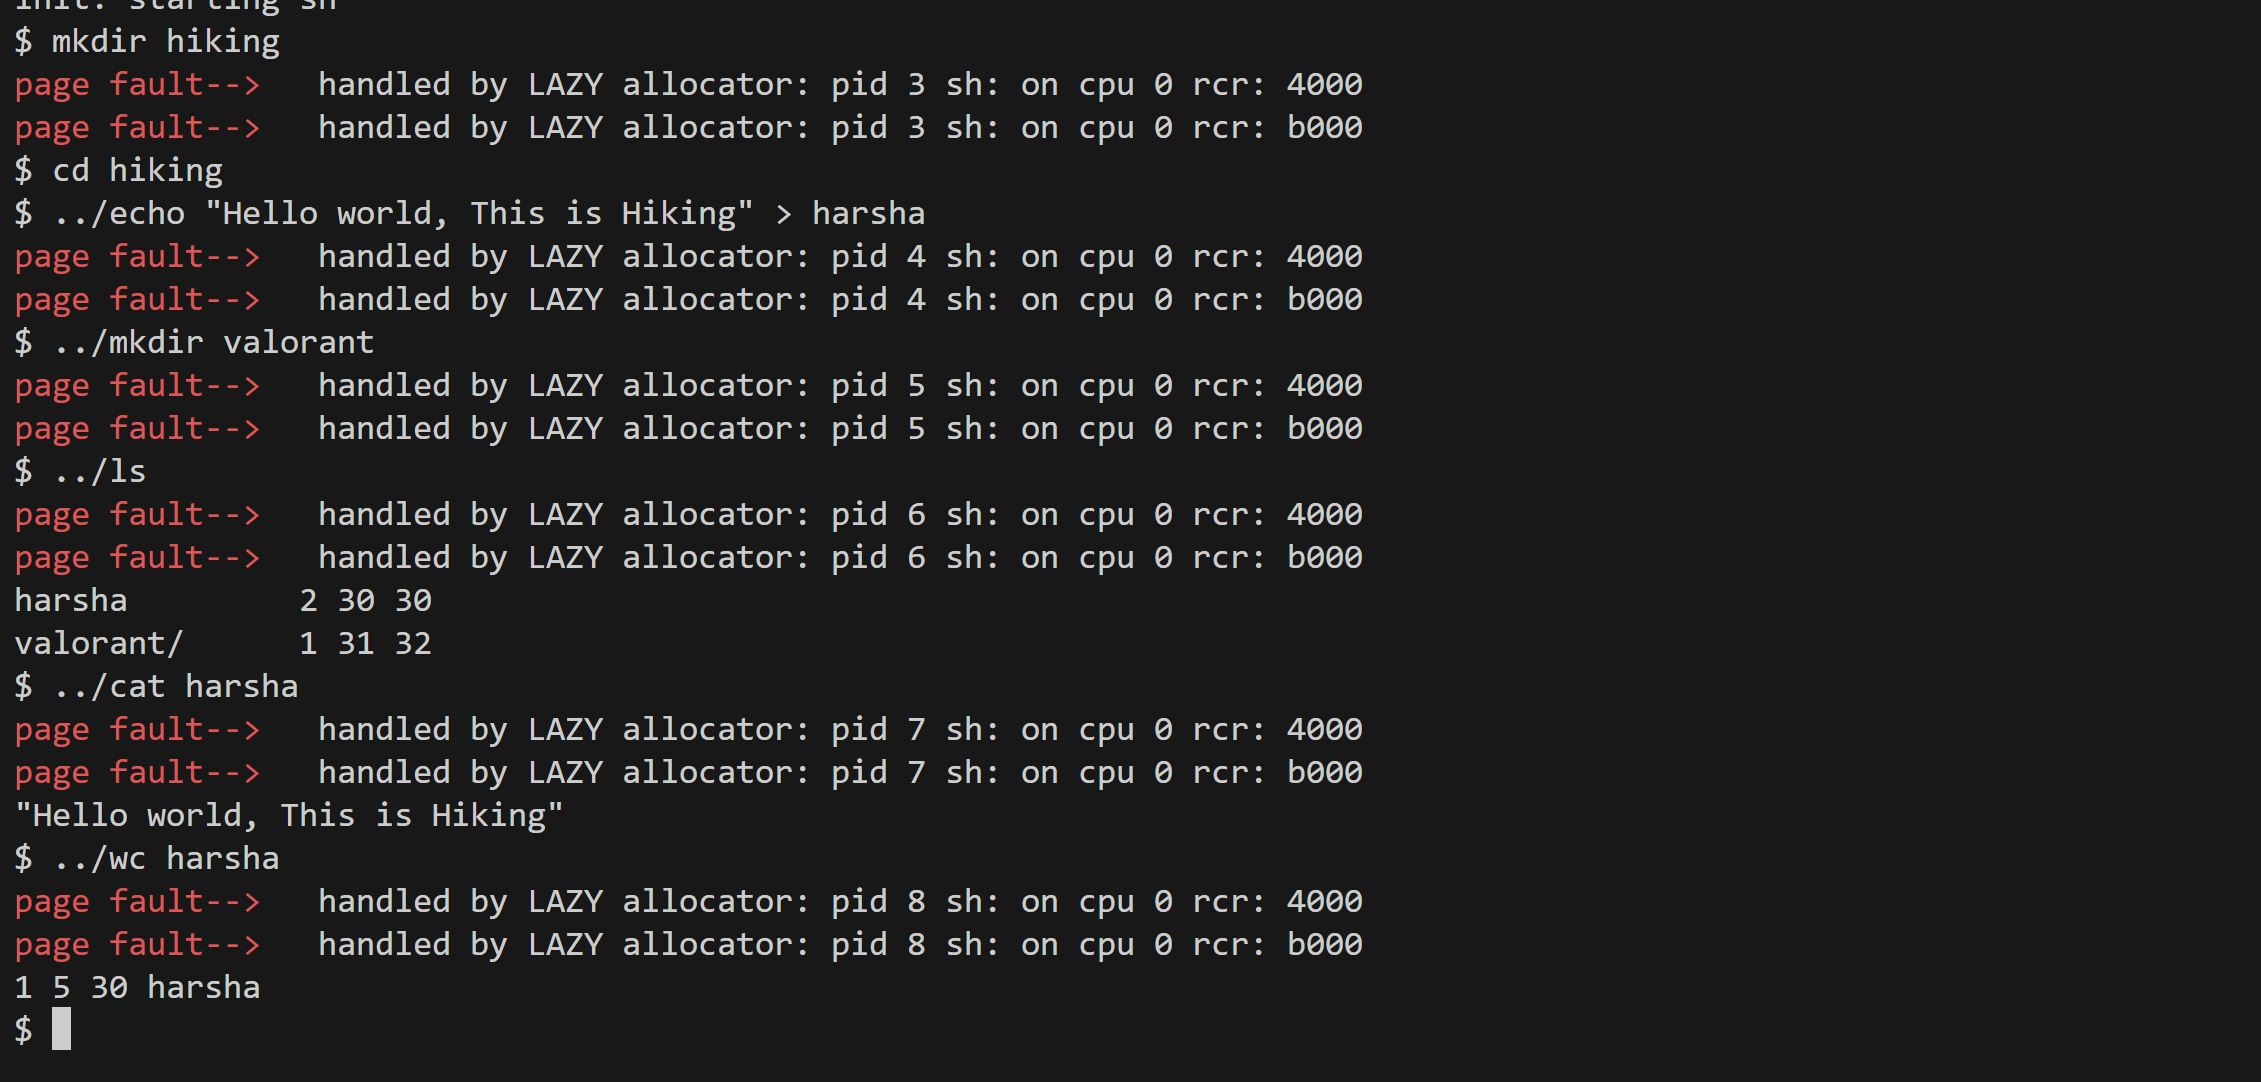 init: starting sh
$ mkdir hiking
page fault-->   handled by LAZY allocator: pid 3 sh: on cpu 0 rcr: 4000
page fault-->   handled by LAZY allocator: pid 3 sh: on cpu 0 rcr: b000
$ cd hiking
$ ../echo "Hello world, This is Hiking" > harsha
page fault-->   handled by LAZY allocator: pid 4 sh: on cpu 0 rcr: 4000
page fault-->   handled by LAZY allocator: pid 4 sh: on cpu 0 rcr: b000
$ ../mkdir valorant
page fault-->   handled by LAZY allocator: pid 5 sh: on cpu 0 rcr: 4000
page fault-->   handled by LAZY allocator: pid 5 sh: on cpu 0 rcr: b000
$ ../ls
page fault-->   handled by LAZY allocator: pid 6 sh: on cpu 0 rcr: 4000
page fault-->   handled by LAZY allocator: pid 6 sh: on cpu 0 rcr: b000
harsha         2 30 30
valorant/      1 31 32
$ ../cat harsha
page fault-->   handled by LAZY allocator: pid 7 sh: on cpu 0 rcr: 4000
page fault-->   handled by LAZY allocator: pid 7 sh: on cpu 0 rcr: b000
"Hello world, This is Hiking"
$ ../wc harsha
page fault-->   handled by LAZY allocator: pid 8 sh: on cpu 0 rcr: 4000
page fault-->   handled by LAZY allocator: pid 8 sh: on cpu 0 rcr: b000
1 5 30 harsha
$